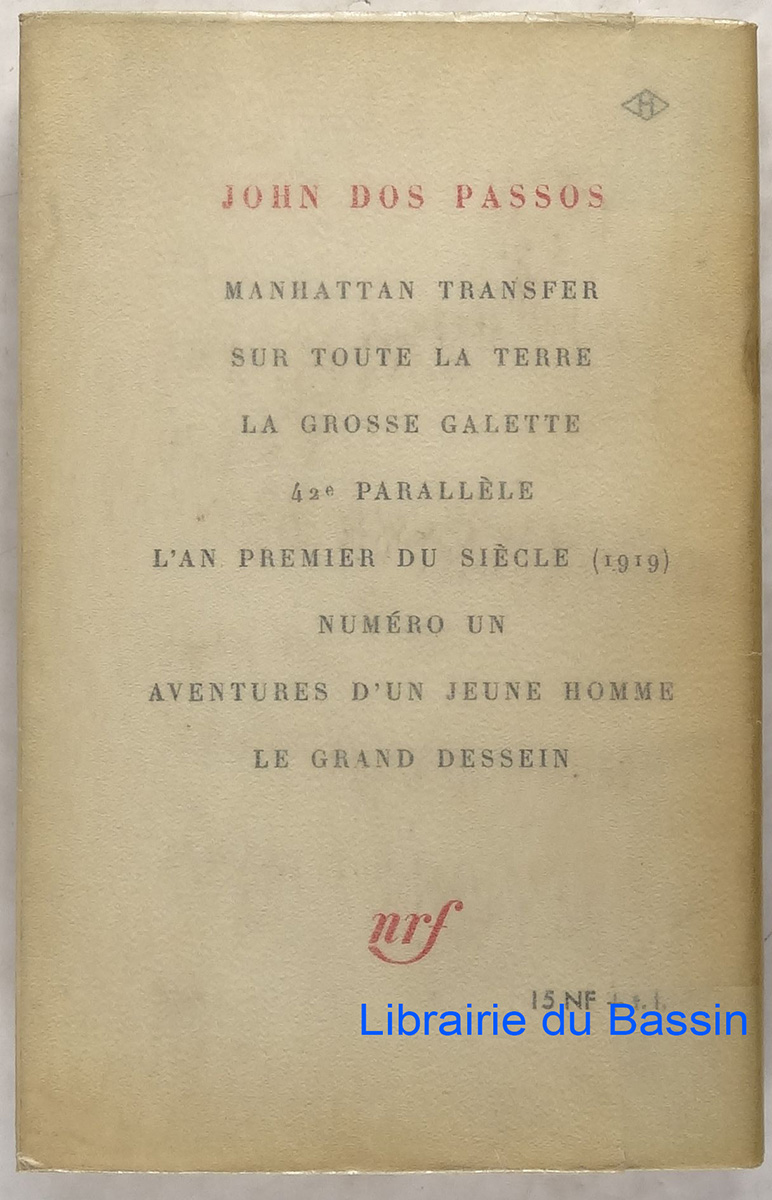 H
JOHN DOS PASSOS
MANHATTAN TRANSFER
SUR TOUTE LA TERRE
LA GROSSE GALETTE
42e PARALLÈLE
L'AN PREMIER DU SIÈCLE (1919)
NUMÉRO UN
AVENTURES D'UN JEUNE HOMME
LE GRAND DESSEIN
nrf
15 NF
Librairie du Bassin